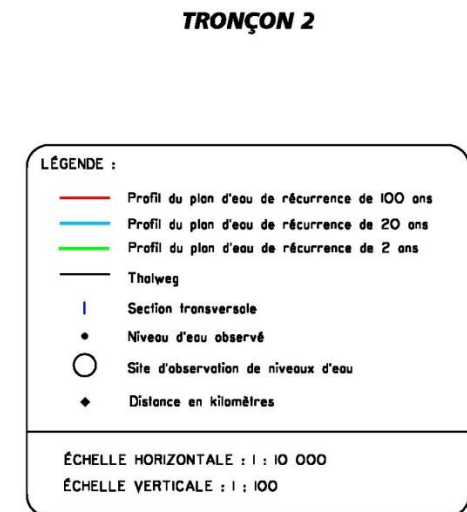 TRONÇON 2
LÉGENDE :
Profil du plan d'eau de récurrence de 100 ans
Profil du plan d'eau de récurrence de 20 ans
Profil du plan d'eau de récurrence de 2 ans
Thalweg
Section transversale
Niveau d'eau observé
Site d'observation de niveaux d'eau
Distance en kilomètres
ÉCHELLE HORIZONTALE : 1 : 10 000
ÉCHELLE VERTICALE : 1 : 100